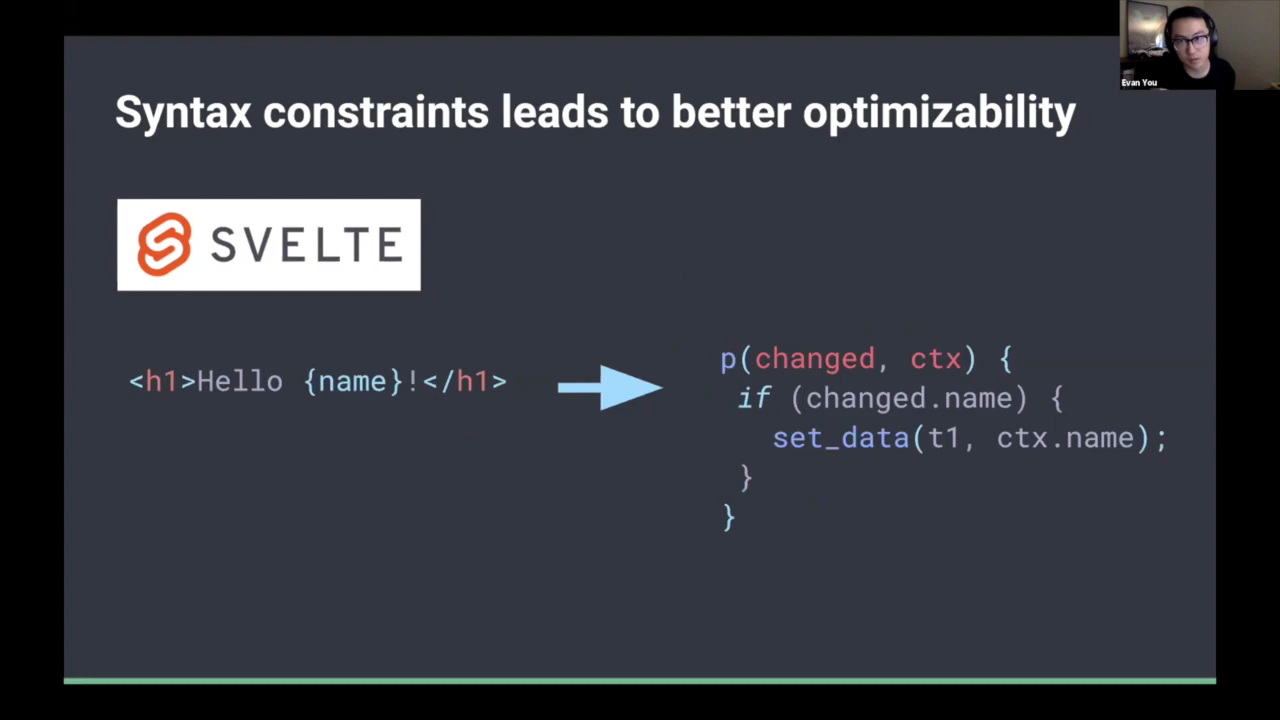 Evan You
Syntax constraints leads to better optimizability
SVELTE
<h1>Hello {name}!</h1>
p(changed, ctx) {
if (changed.name) {
set_data(t1, ctx.name);
}
}